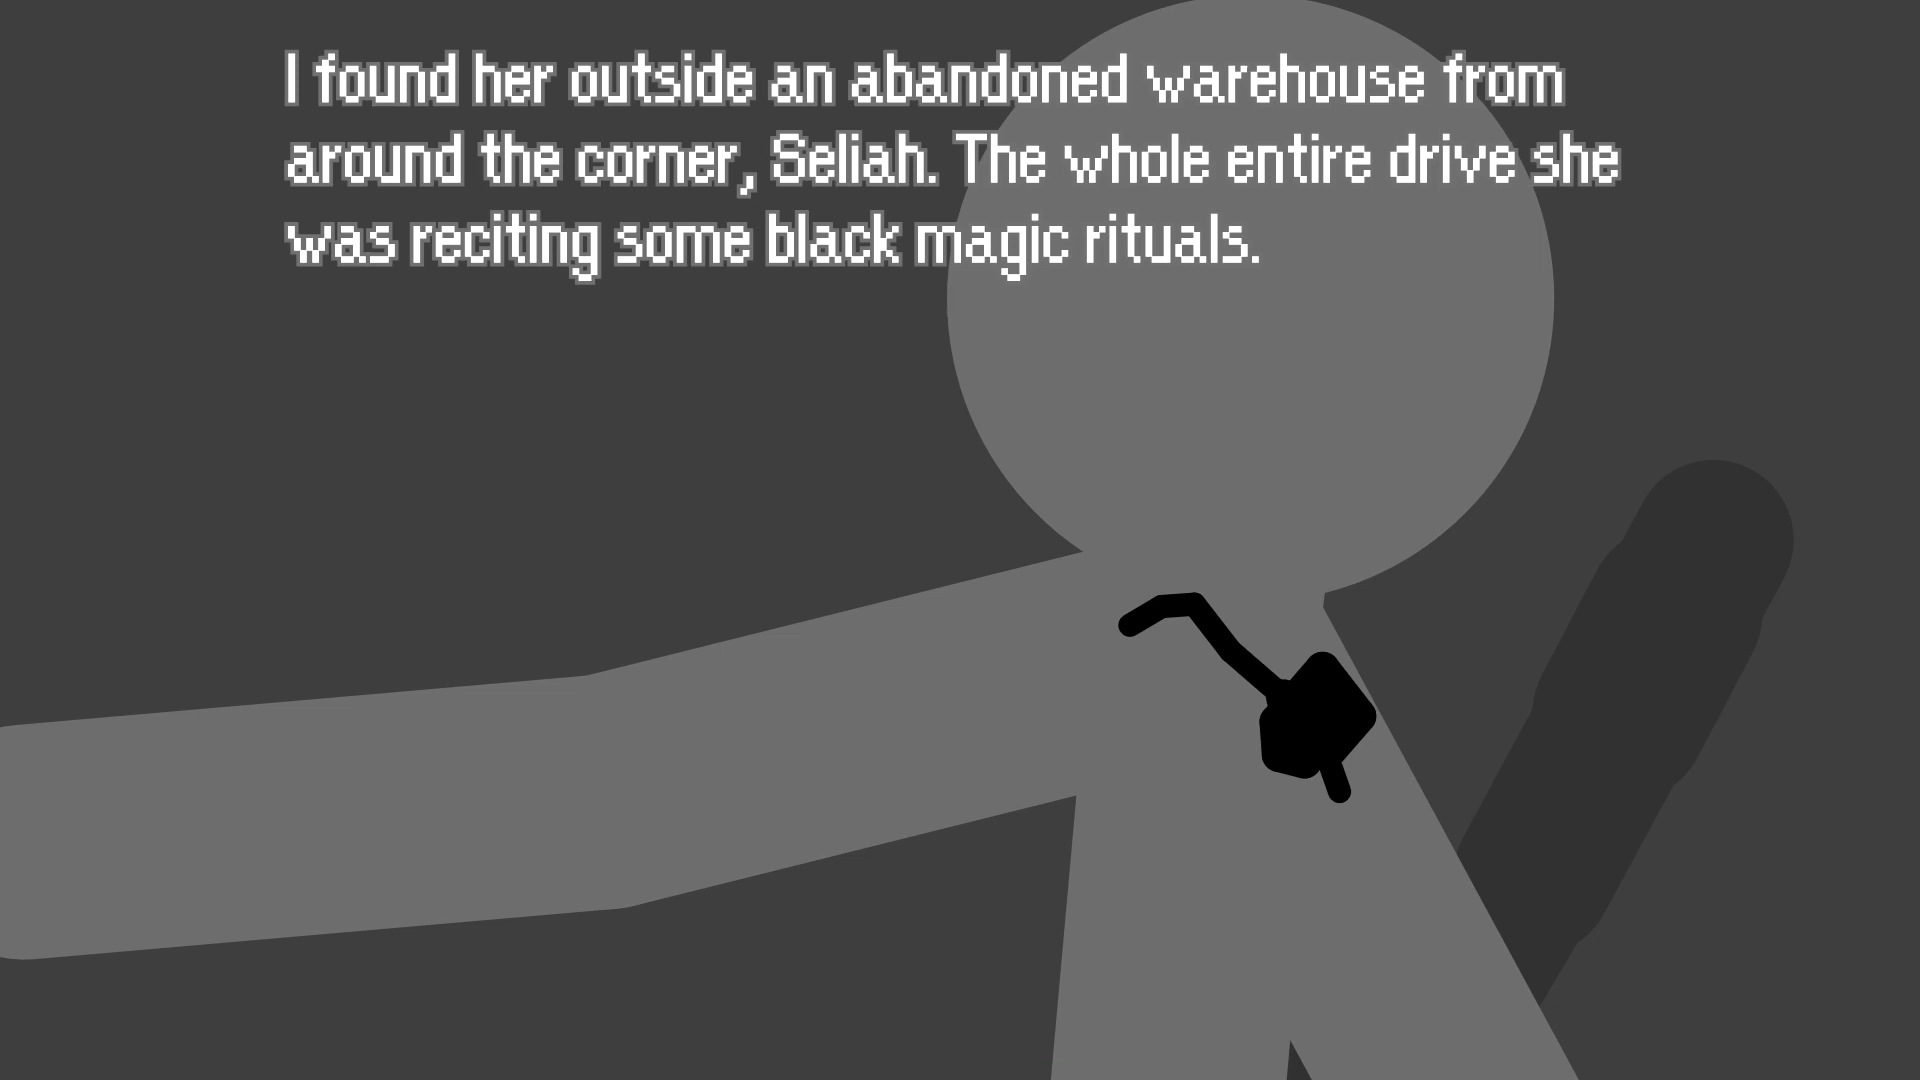 I found her outside an abandoned warehouse from
around the corner, Seliah. The whole entire drive she
was reciting some black magic rituals.